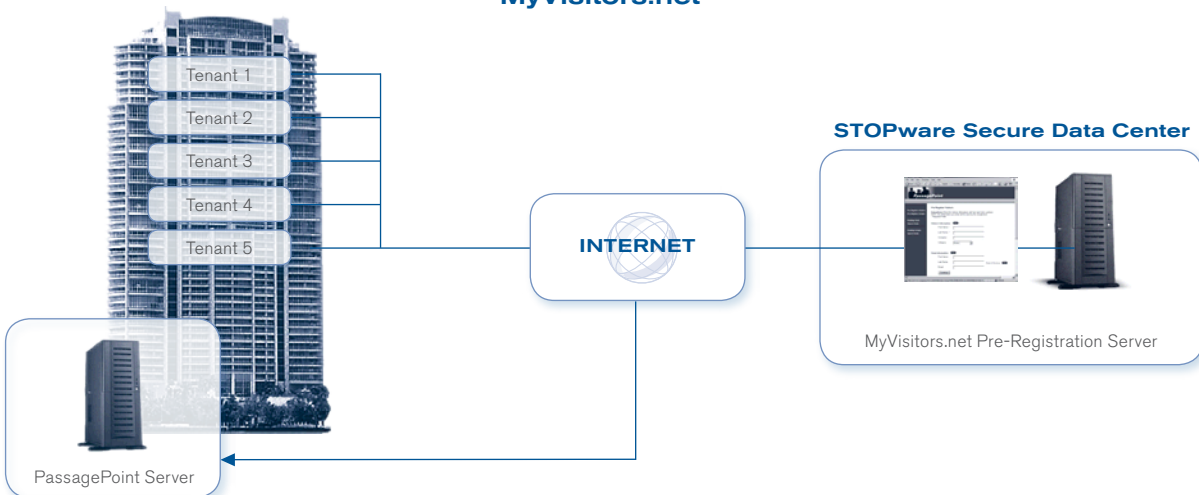 MyVisitors.net
Tenant 1
Tenant 2
Tenant 3
Tenant 4
Tenant 5
INTERNET
STOPware Secure Data Center
MyVisitors.net Pre-Registration Server
PassagePoint Server